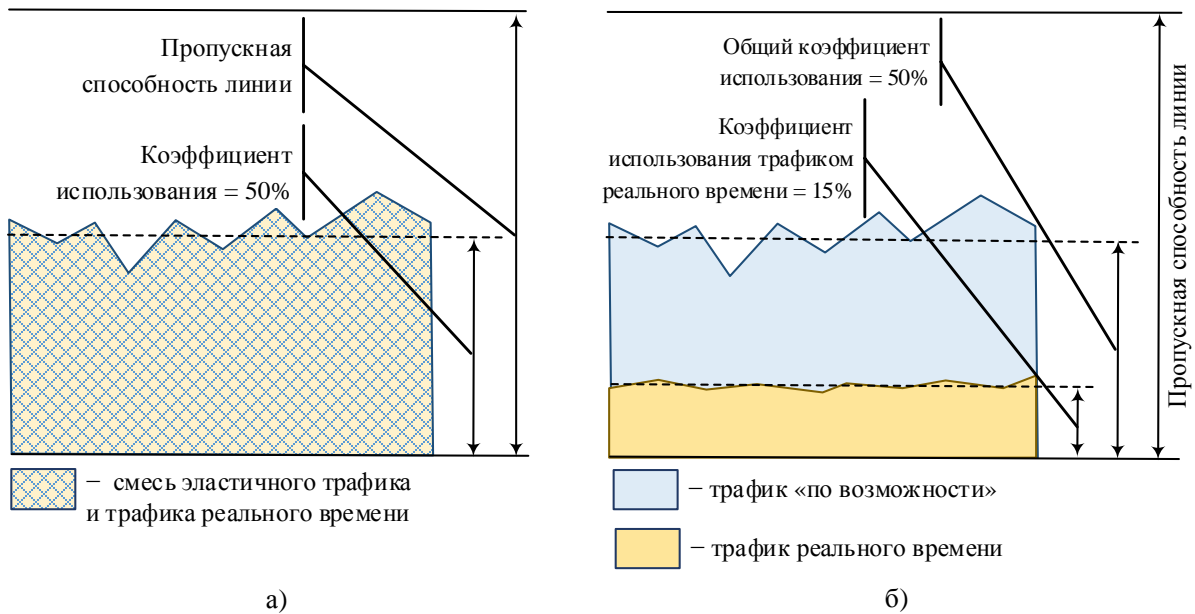 Пропускная
способность линии
Коэффициент
использования = 50%
− смесь эластичного трафика
и трафика реального времени
а)
Общий коэффициент
использования = 50%
Коэффициент
использования трафиком
реального времени = 15%
Пропускная способность линии
− трафик «по возможности»
− трафик реального времени
б)